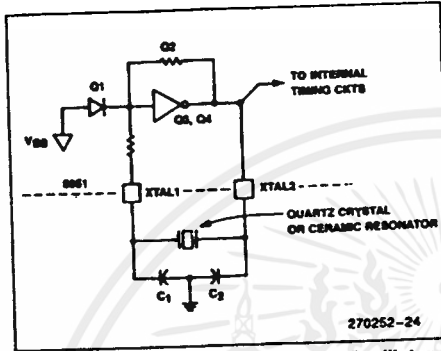 Q2
Q1
TO INTERNAL
TIMING CKTS
Q3, Q4
VSS
8051
XTAL1
XTAL2
QUARTZ CRYSTAL
OR CERAMIC RESONATOR
C1
C2
270252-24